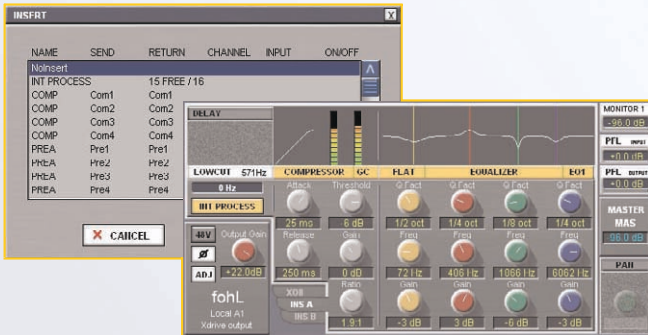 INSERT
X
NAME SEND RETURN CHANNEL INPUT ON/OFF
NoInsert
INT PROCESS 15 FREE / 16
COMP Com1 Com1
COMP Com2 Com2
COMP Com3 Com3
COMP Com4 Com4
PREA Pre1 Pre1
PREA Pre2 Pre2
PREA Pre3 Pre3
PREA Pre4 Pre4
X CANCEL
DELAY
LOWCUT 571Hz
0 Hz
INT PROCESS
COMPRESSOR GC FLAT EQUALIZER EQ1
Attack Threshold Q Fact Q Fact Q Fact Q Fact
25 ms 6 dB 1/2 oct 1/4 oct 1/8 oct 1/4 oct
Release Gain Freq Freq Freq Freq
250 ms 0 dB 72 Hz 406 Hz 1066 Hz 6062 Hz
Ratio Gain Gain Gain Gain
1.9:1 -3 dB 3 dB -6 dB -3 dB
48V Output Gain
Ø
ADJ +22.0dB
fohL
Local A1
Xdrive output
XOB
INS A
INS B
MONITOR 1
-96.0 dB
PFL INPUT
+0.0 dB
PFL OUTPUT
+0.0 dB
MASTER
MAS
-96.0 dB
PAN